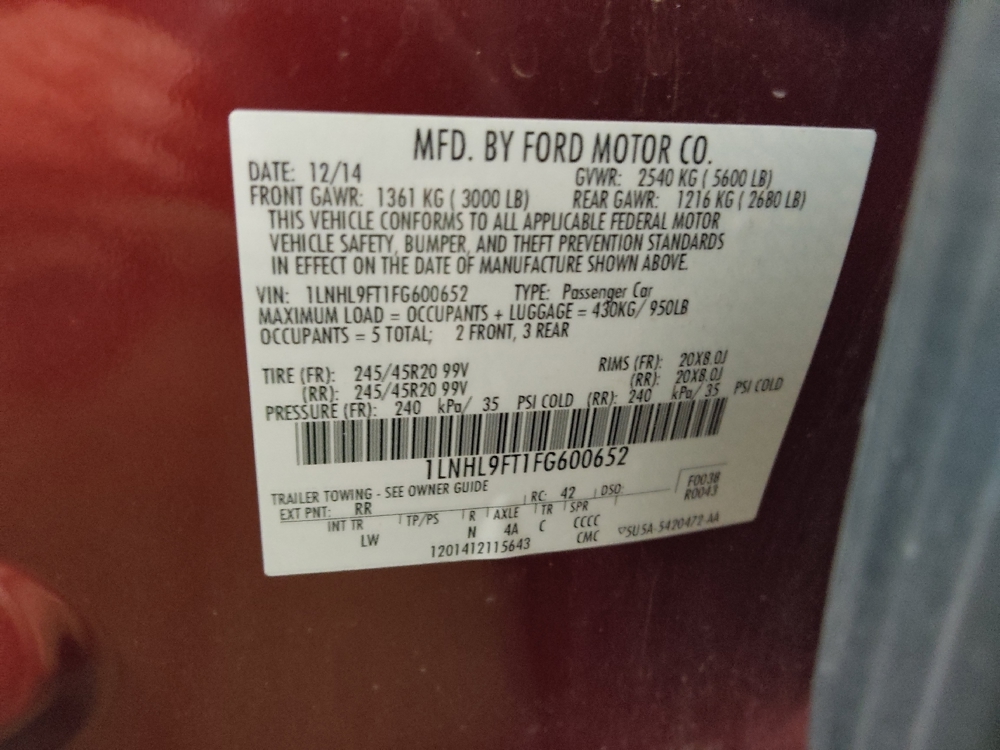 MFD. BY FORD MOTOR CO.
DATE: 12/14 GVWR: 2540 KG ( 5600 LB)
FRONT GAWR: 1361 KG ( 3000 LB) REAR GAWR: 1216 KG ( 2680 LB)
THIS VEHICLE CONFORMS TO ALL APPLICABLE FEDERAL MOTOR
VEHICLE SAFETY, BUMPER, AND THEFT PREVENTION STANDARDS
IN EFFECT ON THE DATE OF MANUFACTURE SHOWN ABOVE.
VIN: 1LNHL9FT1FG600652 TYPE: Passenger Car
MAXIMUM LOAD = OCCUPANTS + LUGGAGE = 430KG/ 950LB
OCCUPANTS = 5 TOTAL; 2 FRONT, 3 REAR
TIRE (FR): 245/45R20 99V RIMS (FR): 20X8.0J
(RR): 245/45R20 99V (RR): 20X8.0J
PRESSURE (FR): 240 kPa/ 35 PSI COLD (RR): 240 kPa/ 35 PSI COLD
1LNHL9FT1FG600652
TRAILER TOWING - SEE OWNER GUIDE
EXT PNT: RR RC: 42 DSO: F0038
R0043
INT TR TP/PS R AXLE TR SPR
LW N 4A C CCCC
CMC
1201412115643